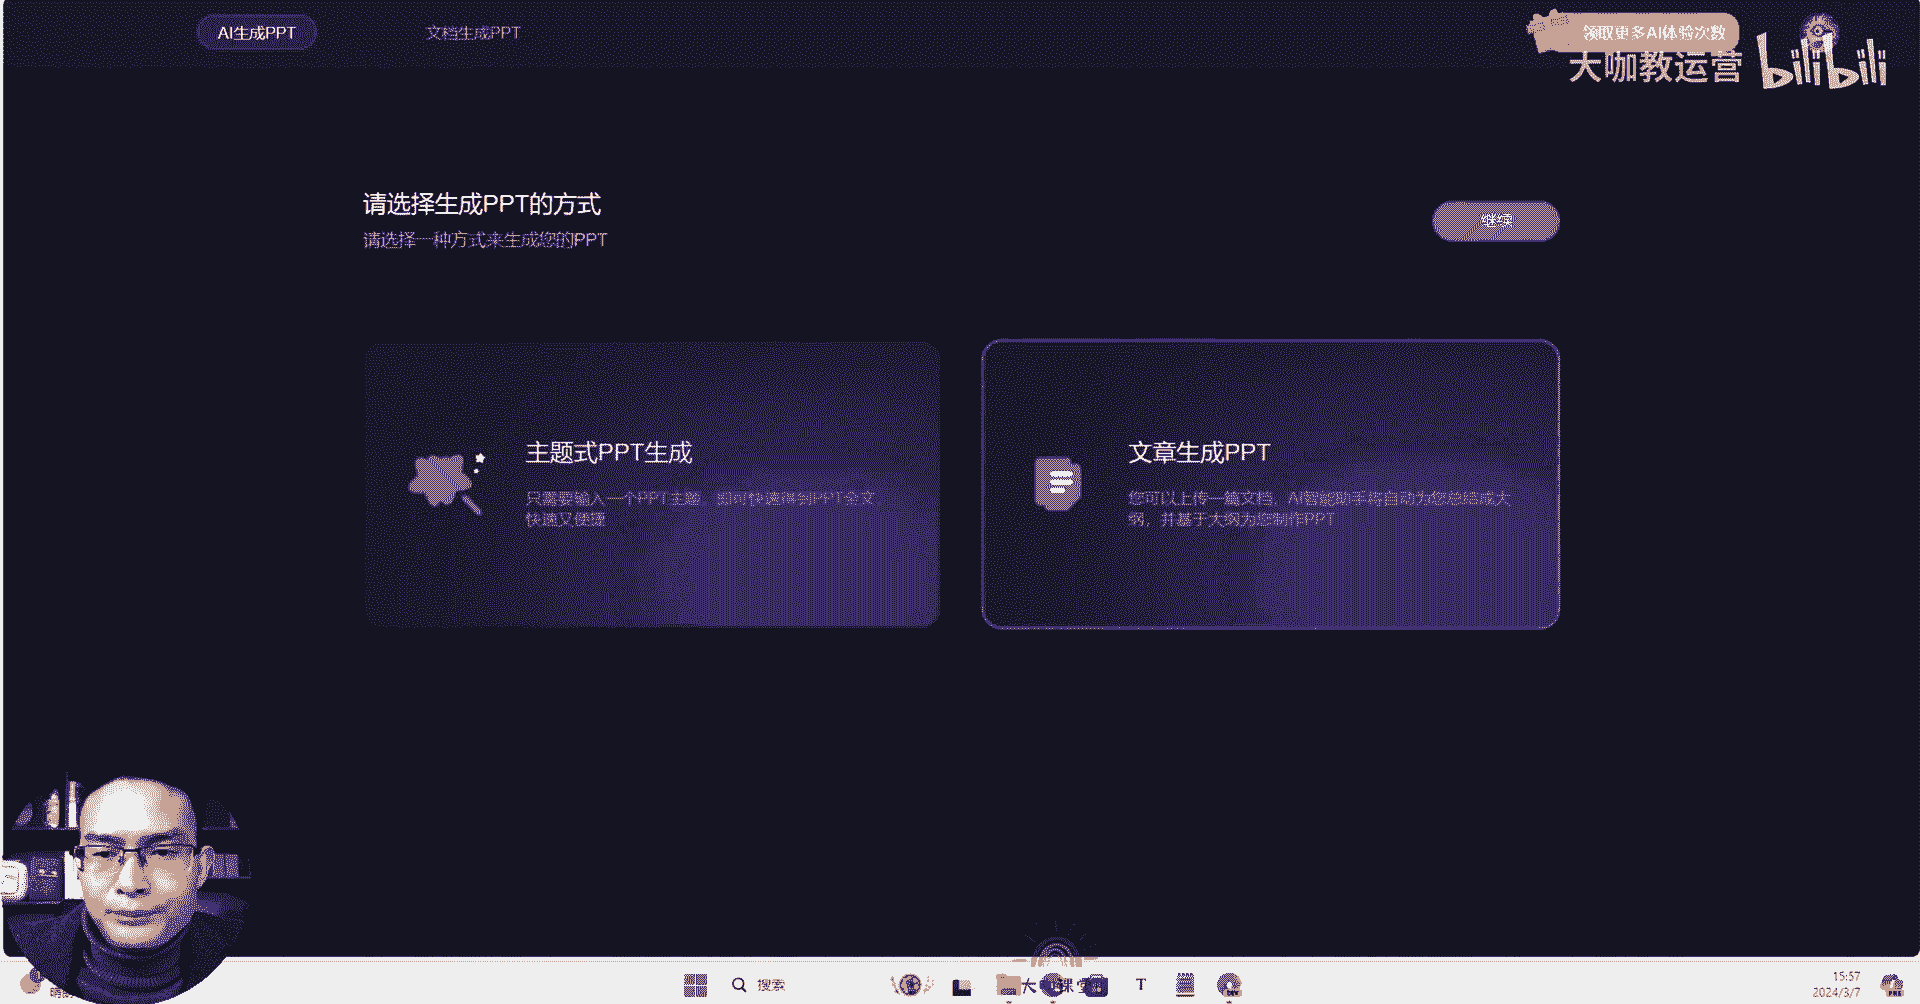 AI生成PPT
文档生成PPT
领取更多AI体验次数
大咖教运营 bilibili
请选择生成PPT的方式
请选择一种方式来生成您的PPT
继续
主题式PPT生成
只需要输入一个PPT主题，即可快速得到PPT全文
快速又便捷
文章生成PPT
您可以上传一篇文档，AI智能助手将自动为您总结成大
纲，并基于大纲为您制作PPT
搜索
大咖课堂
T
15:57
2024/3/7